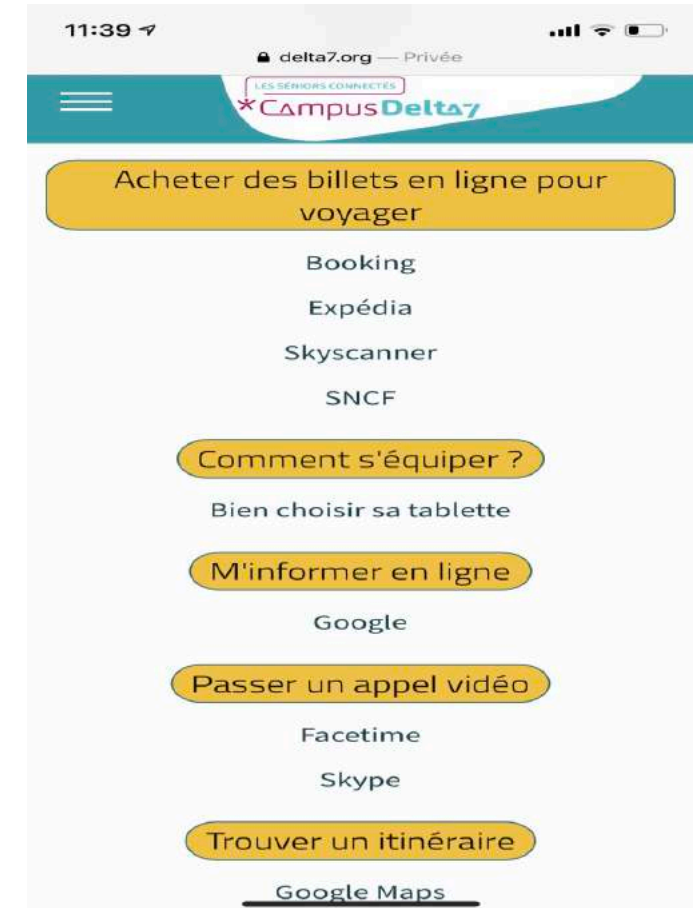 11:39
delta7.org — Privée
LES SÉNIORS CONNECTÉS
*CAmpusDelta7
Acheter des billets en ligne pour
voyager
Booking
Expédia
Skyscanner
SNCF
Comment s'équiper ?
Bien choisir sa tablette
M'informer en ligne
Google
Passer un appel vidéo
Facetime
Skype
Trouver un itinéraire
Google Maps